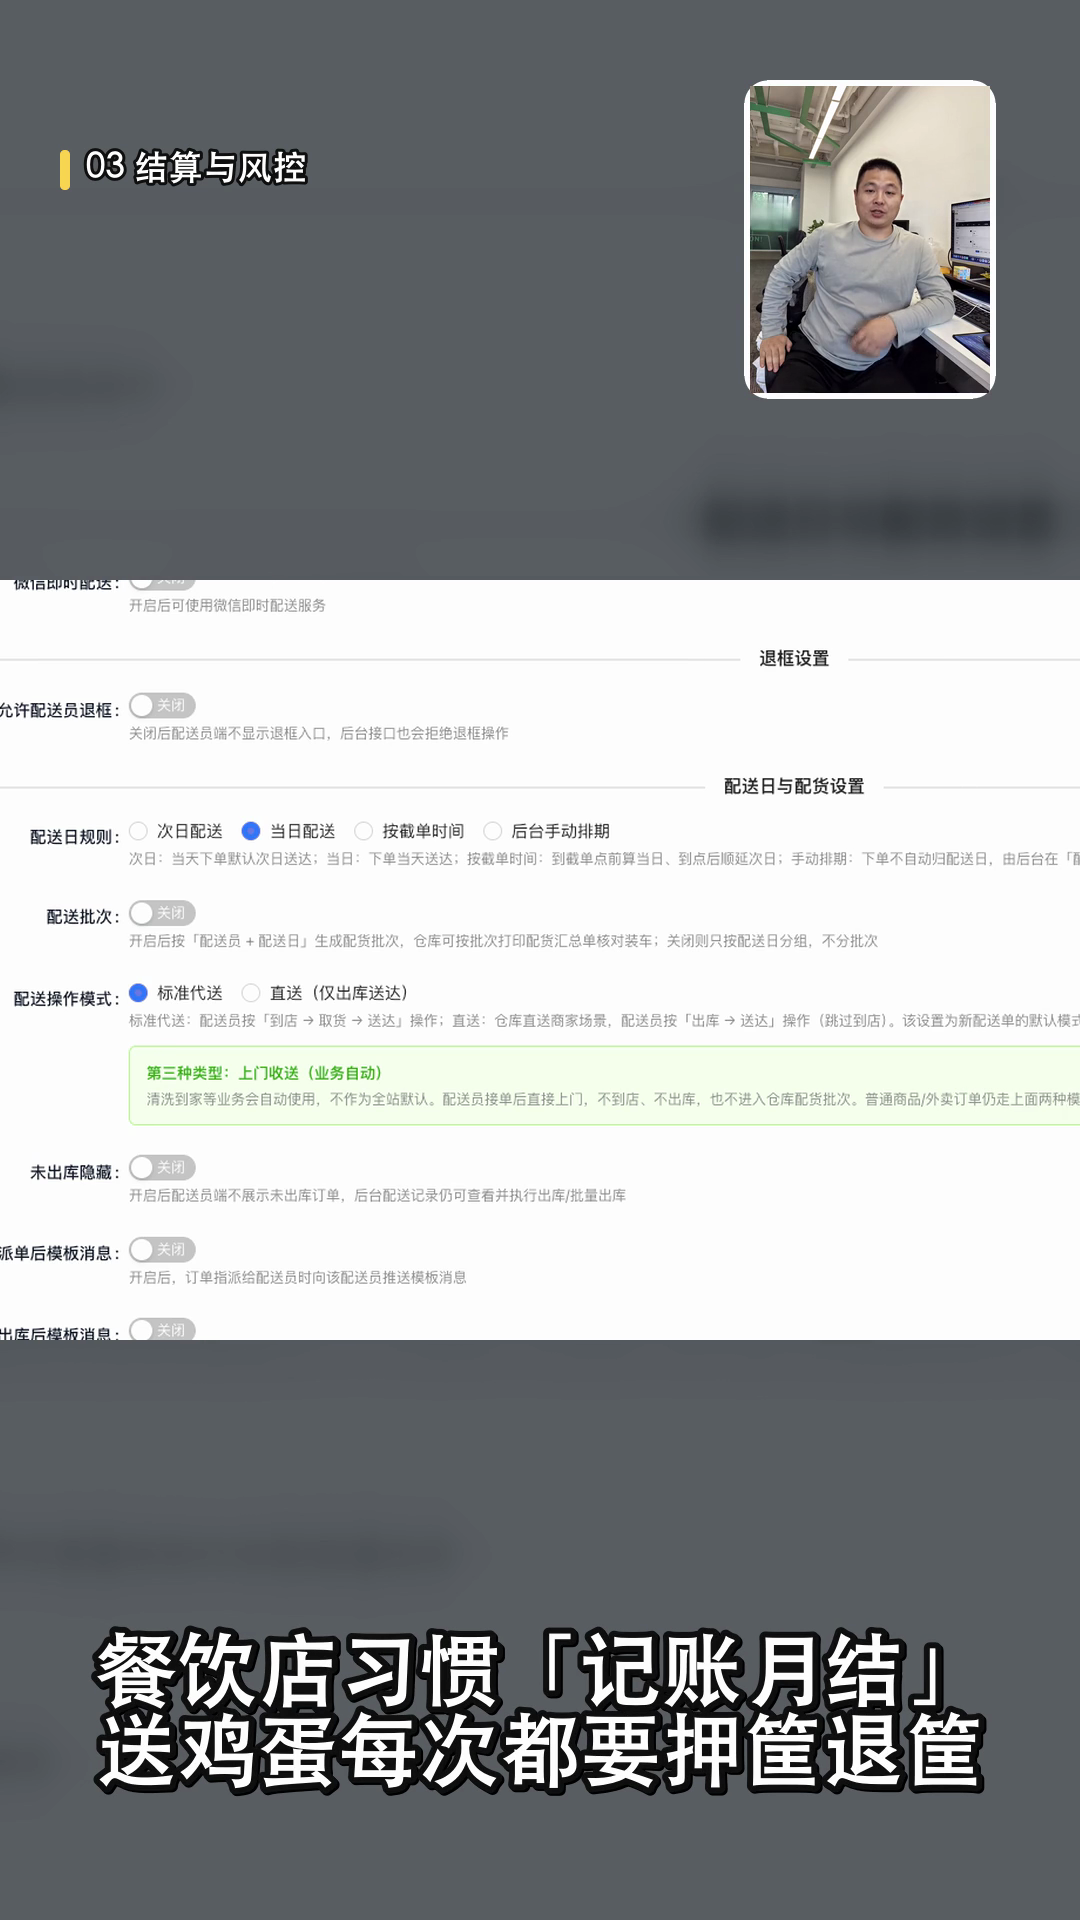 03 结算与风控
微信即时配送：
开启后可使用微信即时配送服务
退框设置
允许配送员退框：
关闭
关闭后配送员端不显示退框入口，后台接口也会拒绝退框操作
配送日与配货设置
配送日规则：
次日配送 当日配送 按截单时间 后台手动排期
次日：当天下单默认次日送达；当日：下单当天送达；按截单时间：到截单点前算当日、到点后顺延次日；手动排期：下单不自动归配送日，由后台在「配
配送批次：
关闭
开启后按「配送员 + 配送日」生成配货批次，仓库可按批次打印配货汇总单核对装车；关闭则只按配送日分组，不分批次
配送操作模式：
标准代送 直送（仅出库送达）
标准代送：配送员按「到店 → 取货 → 送达」操作；直送：仓库直送商家场景，配送员按「出库 → 送达」操作（跳过到店）。该设置为新配送单的默认模式
第三种类型：上门收送（业务自动）
清洗到家等业务会自动使用，不作为全站默认。配送员接单后直接上门，不到店、不出库，也不进入仓库配货批次。普通商品/外卖订单仍走上面两种模
未出库隐藏：
关闭
开启后配送员端不展示未出库订单，后台配送记录仍可查看并执行出库/批量出库
派单后模板消息：
关闭
开启后，订单指派给配送员时向该配送员推送模板消息
出库后模板消息：
关闭
餐饮店习惯「记账月结」
送鸡蛋每次都要押筐退筐